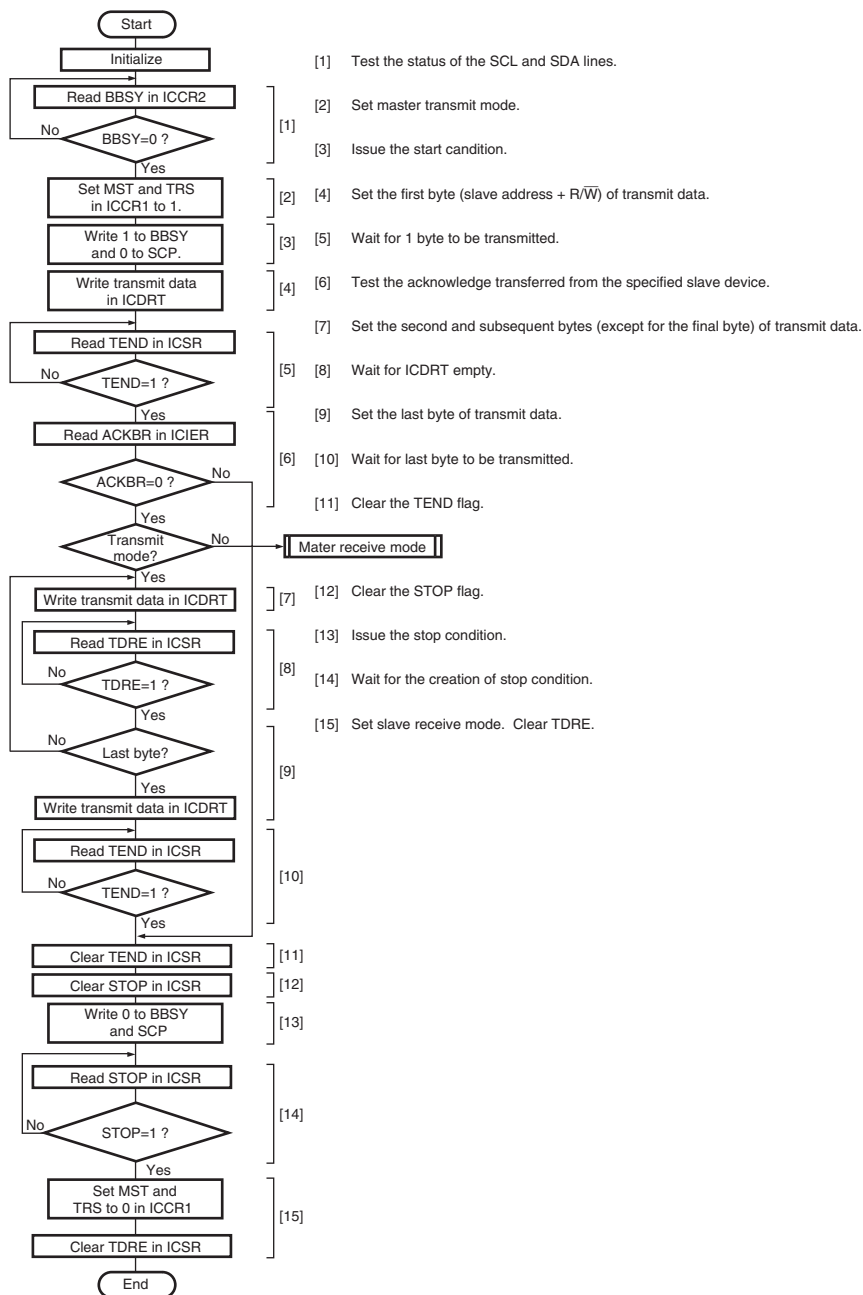 Start
Initialize
Read BBSY in ICCR2
No
BBSY=0 ?
[1]
Yes
Set MST and TRS
in ICCR1 to 1.
[2]
Write 1 to BBSY
and 0 to SCP.
[3]
Write transmit data
in ICDRT
[4]
Read TEND in ICSR
No
TEND=1 ?
[5]
Yes
Read ACKBR in ICIER
[6]
No
ACKBR=0 ?
Yes
Transmit
mode?
No
Mater receive mode
Yes
Write transmit data in ICDRT
[7]
Read TDRE in ICSR
No
TDRE=1 ?
[8]
Yes
No
Last byte?
[9]
Yes
Write transmit data in ICDRT
Read TEND in ICSR
No
TEND=1 ?
[10]
Yes
Clear TEND in ICSR
[11]
Clear STOP in ICSR
[12]
Write 0 to BBSY
and SCP
[13]
Read STOP in ICSR
[14]
No
STOP=1 ?
Yes
Set MST and
TRS to 0 in ICCR1
[15]
Clear TDRE in ICSR
End
[1] Test the status of the SCL and SDA lines.
[2] Set master transmit mode.
[3] Issue the start candition.
[4] Set the first byte (slave address + R/W̅) of transmit data.
[5] Wait for 1 byte to be transmitted.
[6] Test the acknowledge transferred from the specified slave device.
[7] Set the second and subsequent bytes (except for the final byte) of transmit data.
[8] Wait for ICDRT empty.
[9] Set the last byte of transmit data.
[10] Wait for last byte to be transmitted.
[11] Clear the TEND flag.
[12] Clear the STOP flag.
[13] Issue the stop condition.
[14] Wait for the creation of stop condition.
[15] Set slave receive mode. Clear TDRE.